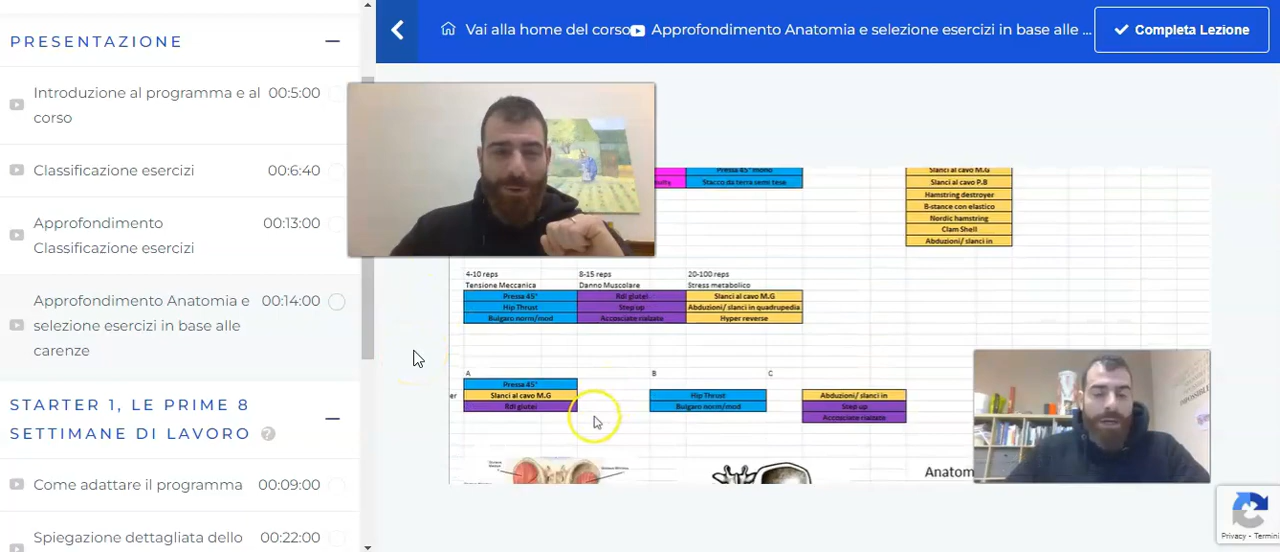 PRESENTAZIONE
Introduzione al programma e al
corso
00:5:00
Classificazione esercizi
00:6:40
Approfondimento
Classificazione esercizi
00:13:00
Approfondimento Anatomia e
selezione esercizi in base alle
carenze
00:14:00
STARTER 1, LE PRIME 8
SETTIMANE DI LAVORO
Come adattare il programma
00:09:00
Spiegazione dettagliata dello
00:22:00
Vai alla home del corso
Approfondimento Anatomia e selezione esercizi in base alle ...
Completa Lezione
Pressa 45° mono
Stacco da terra semi tese
Slanci al cavo M.G
Slanci al cavo P.B
Hamstring destroyer
B-stance con elastico
Nordic hamstring
Clam Shell
Abduzioni/ slanci in
4-10 reps 8-15 reps 20-100 reps
Tensione Meccanica Danno Muscolare Stress metabolico
Pressa 45° Rdl glutei Slanci al cavo M.G
Hip Thrust Step up Abduzioni/ slanci in quadrupedia
Bulgaro norm/mod Accosciate rialzate Hyper reverse
A B C
Pressa 45°
er Slanci al cavo M.G Hip Thrust Abduzioni/ slanci in
Rdl glutei Bulgaro norm/mod Step up
Accosciate rialzate
Anatom
IMPOSSIBLE
Privacy - Termini